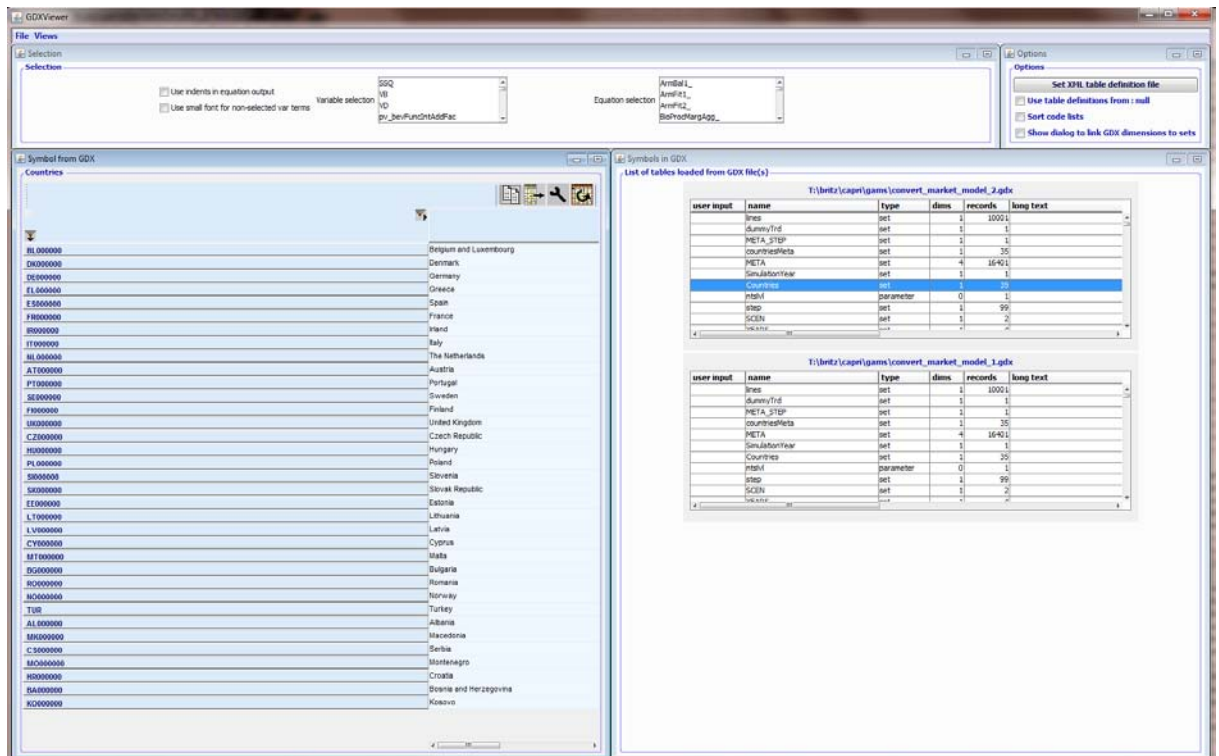 GDXViewer
File Views
Selection
Selection
Use indents in equation output
Use small font for non-selected var terms
Variable selection
SSQ
VB
VD
pv_bevFuncIntAddFac
Equation selection
ArmBal1_
ArmFit1_
ArmFit2_
BioProcMargAgg_
Options
Options
Set XML table definition file
Use table definitions from : null
Sort code lists
Show dialog to link GDX dimensions to sets
Symbol from GDX
Countries
BL000000 Belgium and Luxembourg
DK000000 Denmark
DE000000 Germany
EL000000 Greece
ES000000 Spain
FR000000 France
IR000000 Irland
IT000000 Italy
NL000000 The Netherlands
AT000000 Austria
PT000000 Portugal
SE000000 Sweden
FI000000 Finland
UK000000 United Kingdom
CZ000000 Czech Republic
HU000000 Hungary
PL000000 Poland
SI000000 Slovenia
SK000000 Slovak Republic
EE000000 Estonia
LT000000 Lithuania
LV000000 Latvia
CY000000 Cyprus
MT000000 Malta
BG000000 Bulgaria
RO000000 Romania
NO000000 Norway
TUR Turkey
AL000000 Albania
MK000000 Macedonia
CS000000 Serbia
MO000000 Montenegro
HR000000 Croatia
BA000000 Bosnia and Herzegovina
KO000000 Kosovo
Symbols in GDX
List of tables loaded from GDX file(s)
T:\britz\capri\gams\convert_market_model_2.gdx
user input name type dims records long text
lines set 1 10001
dummyTrd set 1 1
META_STEP set 1 1
countriesMeta set 1 35
META set 4 16401
SimulationYear set 1 1
Countries set 1 35
ntslvl parameter 0 1
step set 1 99
SCEN set 1 2
T:\britz\capri\gams\convert_market_model_1.gdx
user input name type dims records long text
lines set 1 10001
dummyTrd set 1 1
META_STEP set 1 1
countriesMeta set 1 35
META set 4 16401
SimulationYear set 1 1
Countries set 1 35
ntslvl parameter 0 1
step set 1 99
SCEN set 1 2